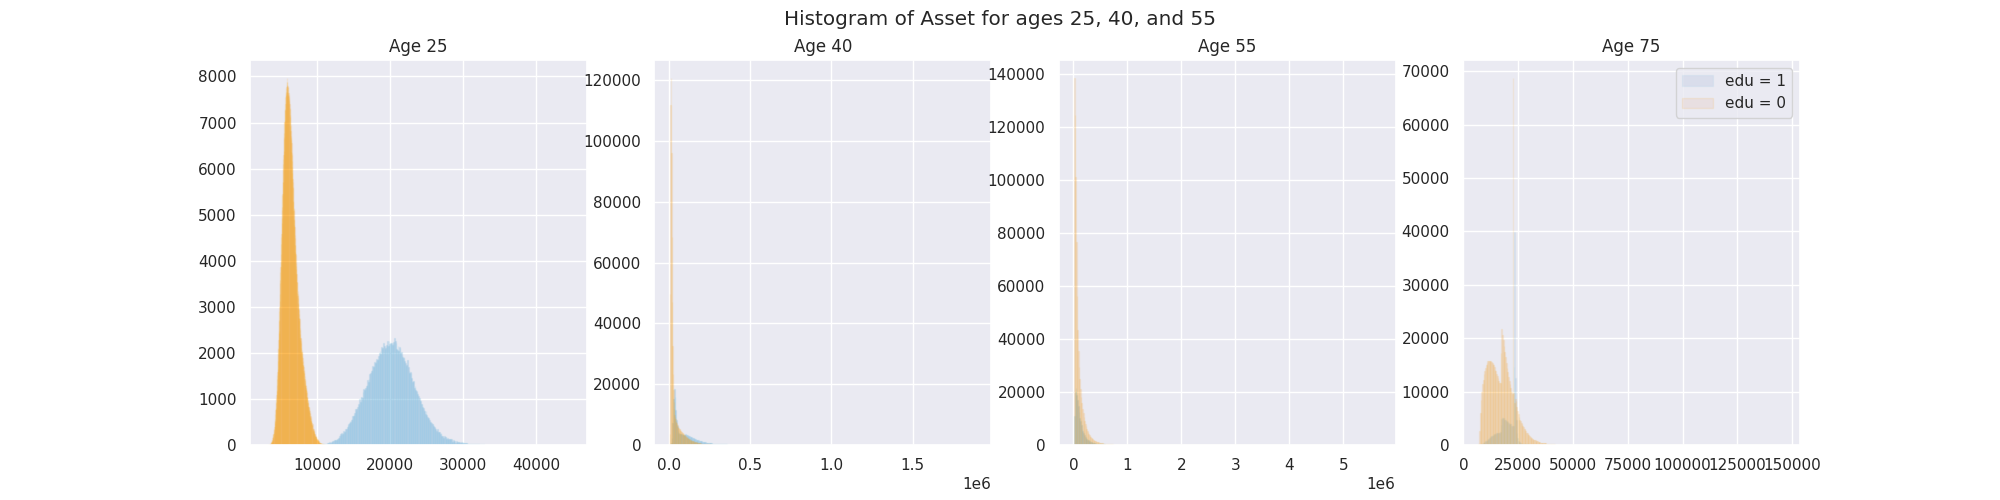 Histogram of Asset for ages 25, 40, and 55
Age 25
8000
7000
6000
5000
4000
3000
2000
1000
0
10000 20000 30000 40000
Age 40
120000
100000
80000
60000
40000
20000
0
0.0 0.5 1.0 1.5
1e6
Age 55
140000
120000
100000
80000
60000
40000
20000
0
0 1 2 3 4 5
1e6
Age 75
edu = 1
edu = 0
70000
60000
50000
40000
30000
20000
10000
0
0 25000 50000 75000 100000 125000 150000